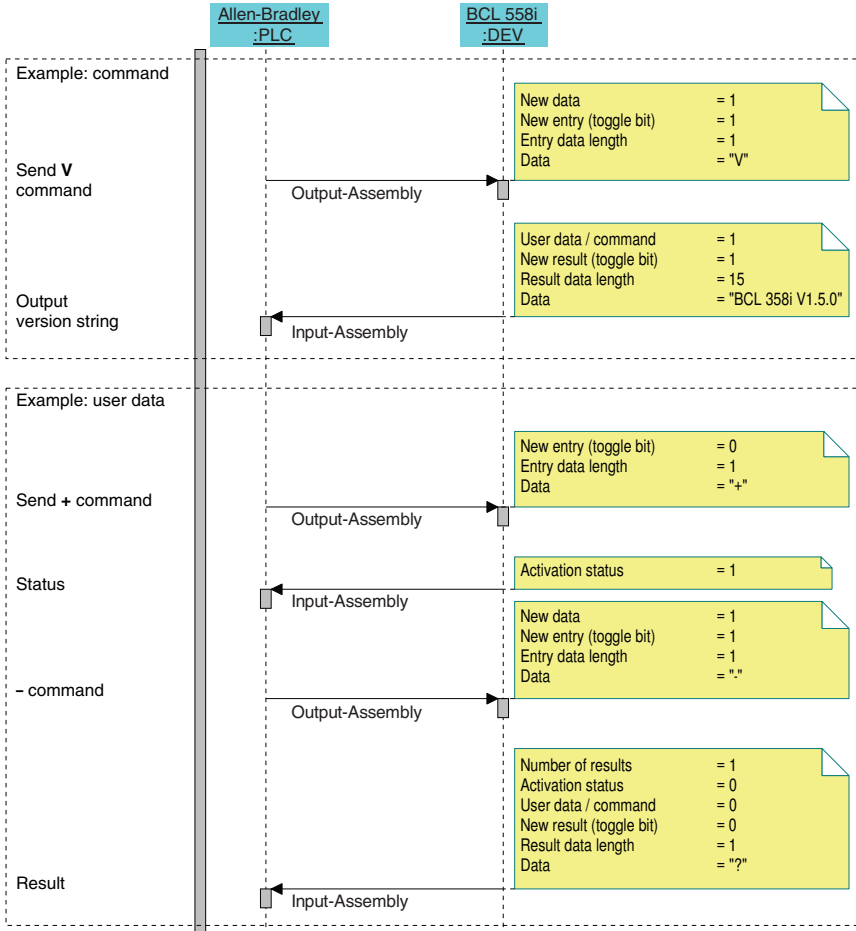 Allen-Bradley
:PLC
BCL 558i
:DEV
Example: command
New data = 1
New entry (toggle bit) = 1
Entry data length = 1
Data = "V"
Send V
command
Output-Assembly
User data / command = 1
New result (toggle bit) = 1
Result data length = 15
Data = "BCL 358i V1.5.0"
Output
version string
Input-Assembly
Example: user data
New entry (toggle bit) = 0
Entry data length = 1
Data = "+"
Send + command
Output-Assembly
Activation status = 1
Status
Input-Assembly
New data = 1
New entry (toggle bit) = 1
Entry data length = 1
Data = "-"
– command
Output-Assembly
Number of results = 1
Activation status = 0
User data / command = 0
New result (toggle bit) = 0
Result data length = 1
Data = "?"
Result
Input-Assembly